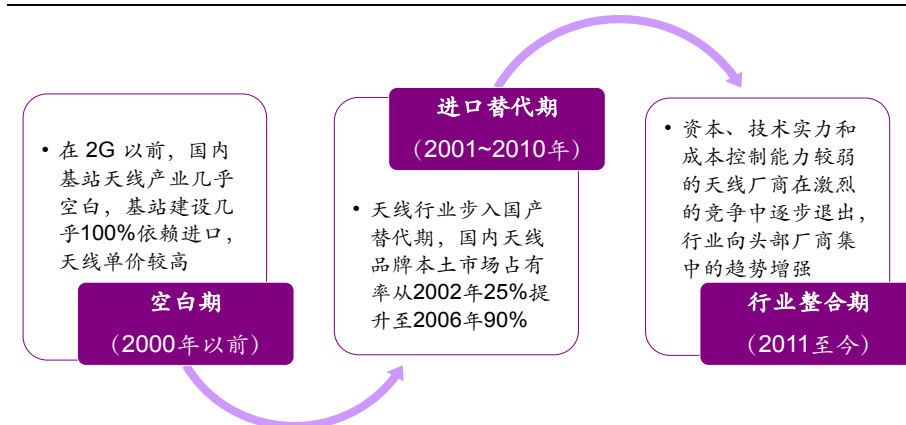 • 在 2G 以前，国内
基站天线产业几乎
空白，基站建设几
乎100%依赖进口，
天线单价较高
空白期
（2000年以前）
进口替代期
（2001~2010年）
• 天线行业步入国产
替代期，国内天线
品牌本土市场占有
率从2002年25%提
升至2006年90%
• 资本、技术实力和
成本控制能力较弱
的天线厂商在激烈
的竞争中逐步退出，
行业向头部厂商集
中的趋势增强
行业整合期
（2011至今）